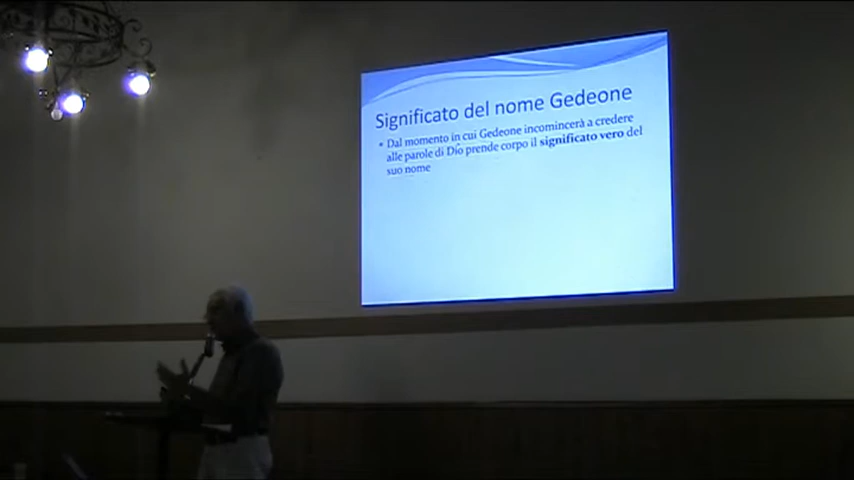 Significato del nome Gedeone
• Dal momento in cui Gedeone incomincerà a credere
alle parole di Dio prende corpo il significato vero del
suo nome